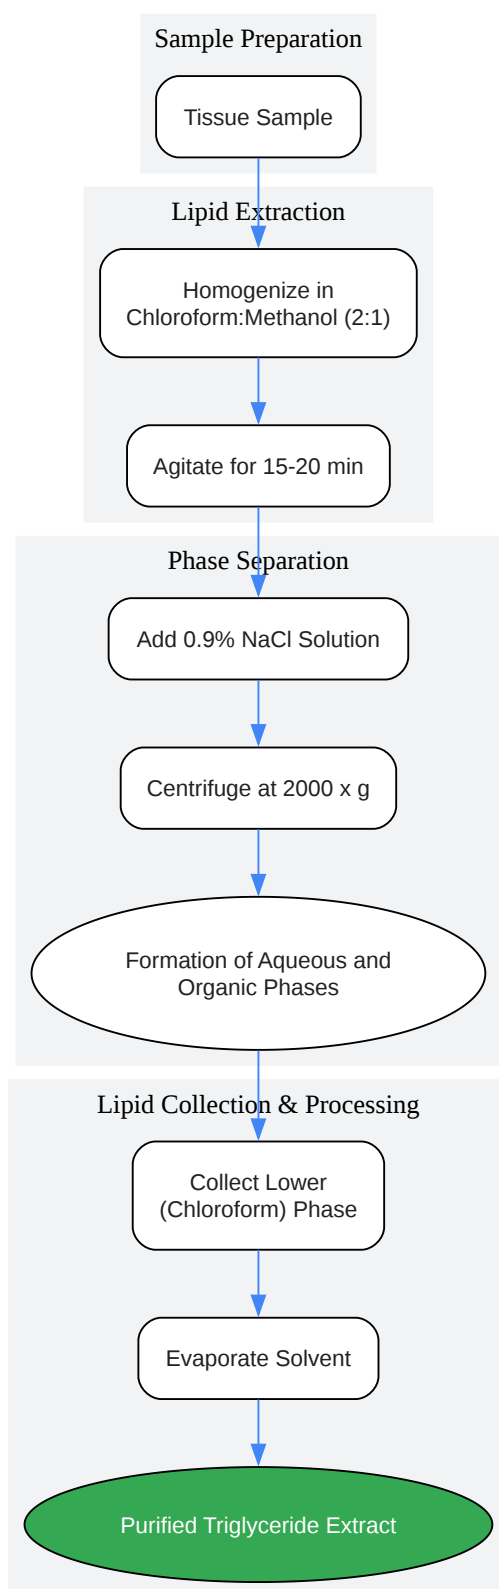 Sample Preparation
Tissue Sample
Lipid Extraction
Homogenize in
Chloroform:Methanol (2:1)
Agitate for 15-20 min
Phase Separation
Add 0.9% NaCl Solution
Centrifuge at 2000 x g
Formation of Aqueous and
Organic Phases
Lipid Collection & Processing
Collect Lower
(Chloroform) Phase
Evaporate Solvent
Purified Triglyceride Extract